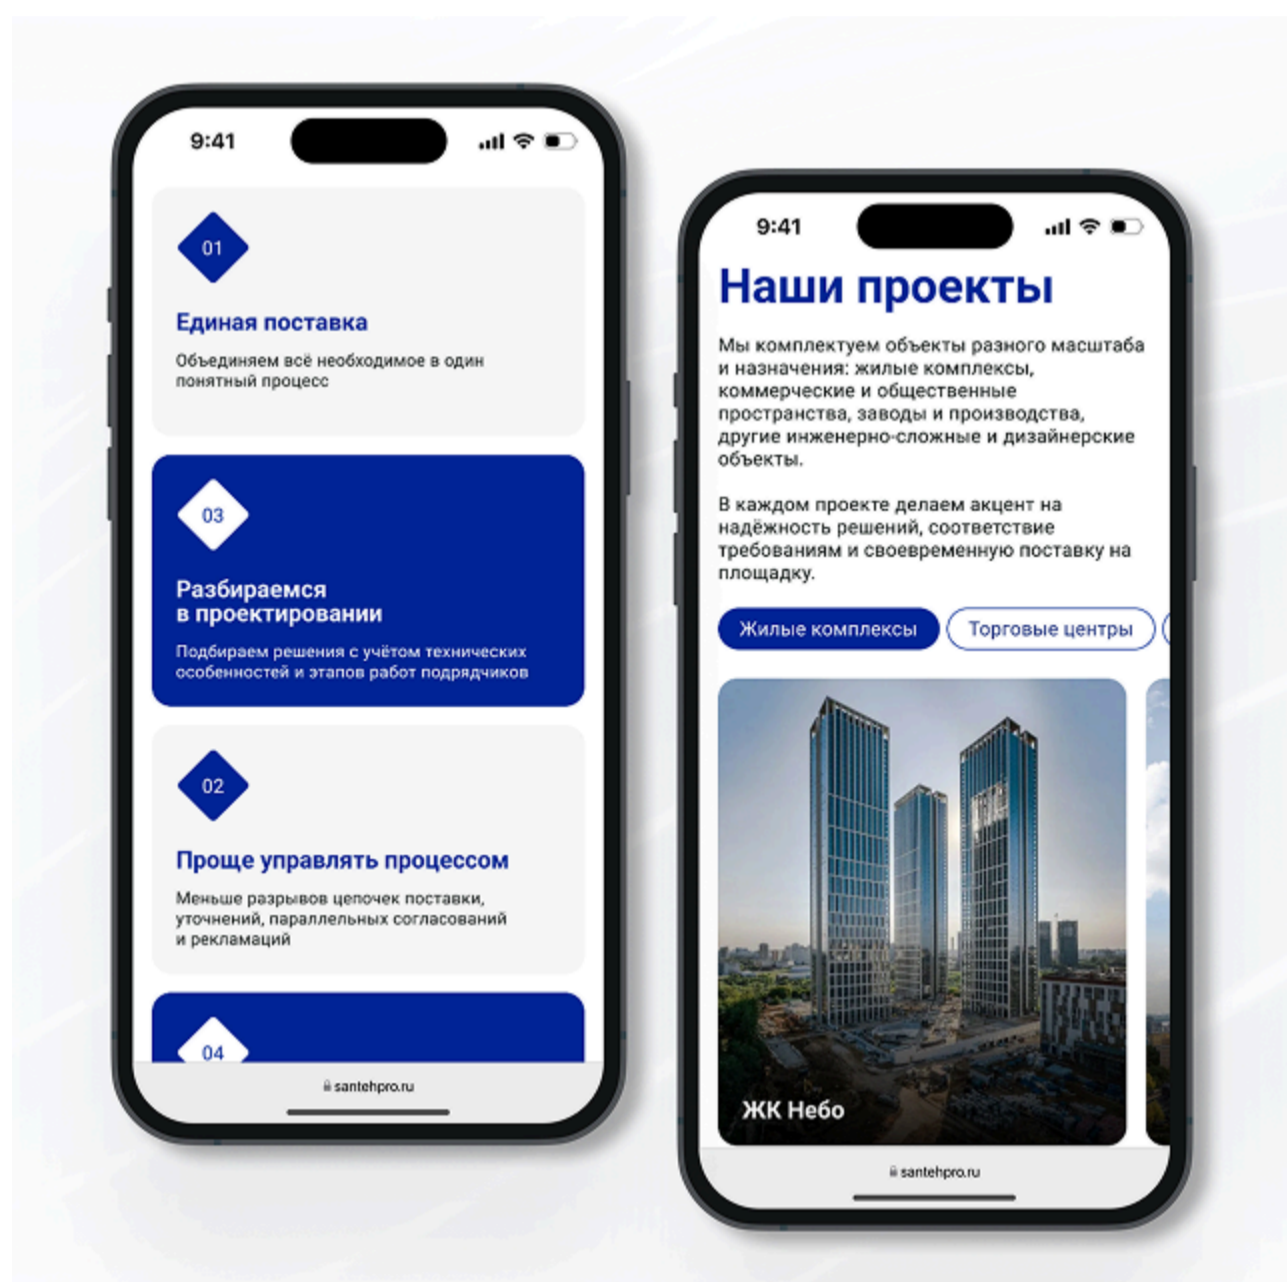 9:41
01
Единая поставка
Объединяем всё необходимое в один
понятный процесс
03
Разбираемся
в проектировании
Подбираем решения с учётом технических
особенностей и этапов работ подрядчиков
02
Проще управлять процессом
Меньше разрывов цепочек поставки,
уточнений, параллельных согласований
и рекламаций
04
santehpro.ru
9:41
Наши проекты
Мы комплектуем объекты разного масштаба
и назначения: жилые комплексы,
коммерческие и общественные
пространства, заводы и производства,
другие инженерно-сложные и дизайнерские
объекты.
В каждом проекте делаем акцент на
надёжность решений, соответствие
требованиям и своевременную поставку на
площадку.
Жилые комплексы Торговые центры
ЖК Небо
santehpro.ru